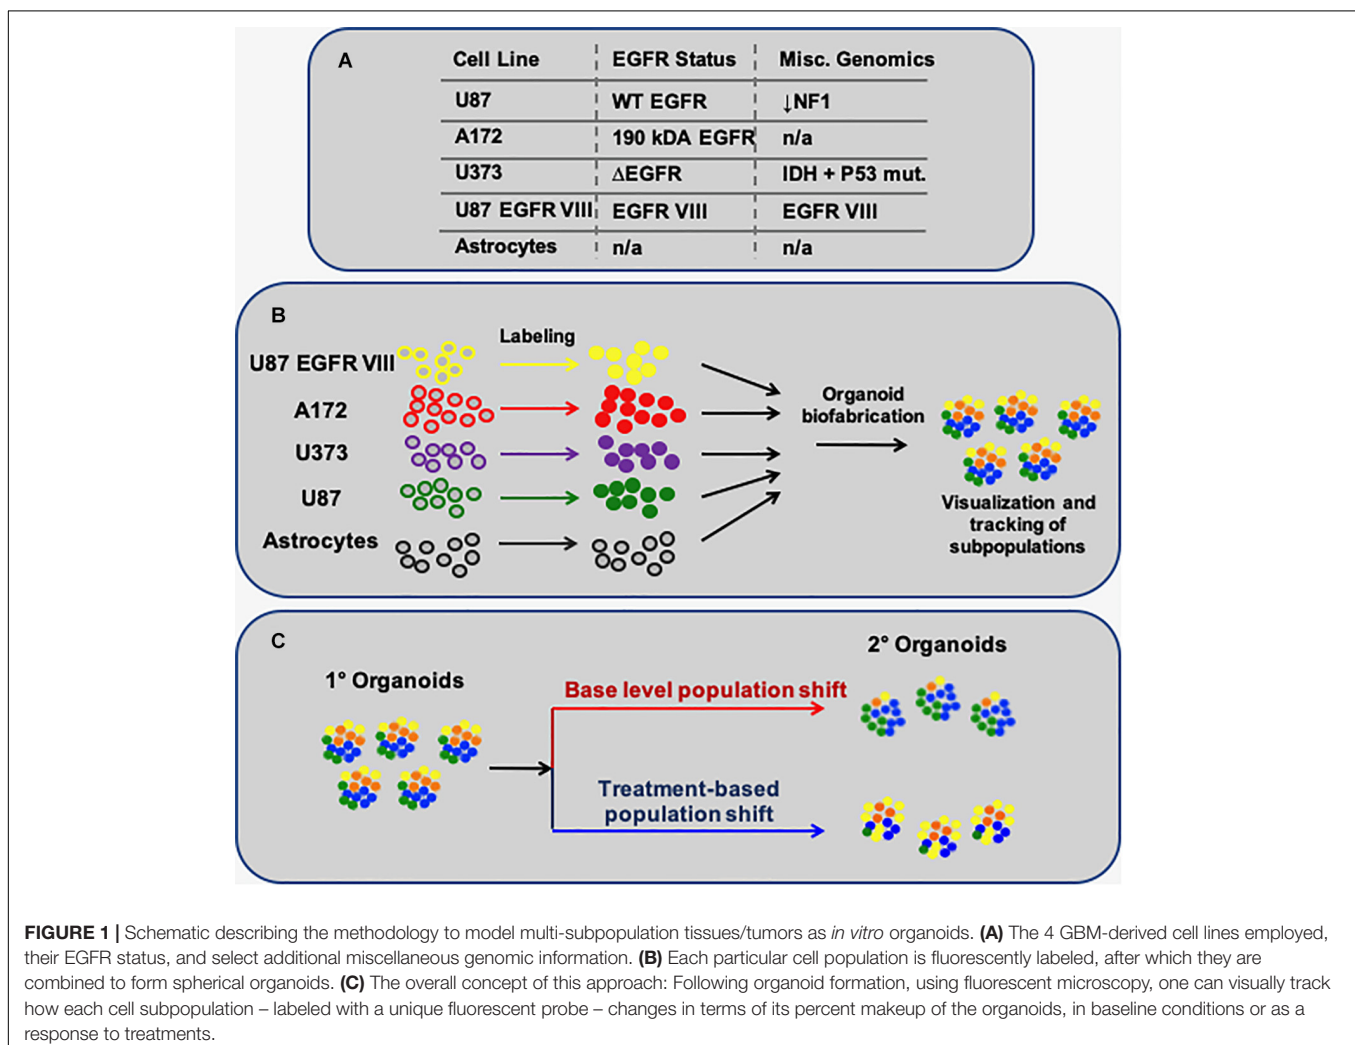 A
Cell Line EGFR Status Misc. Genomics
U87 WT EGFR ↓NF1
A172 190 kDA EGFR n/a
U373 ΔEGFR IDH + P53 mut.
U87 EGFR VIII EGFR VIII EGFR VIII
Astrocytes n/a n/a
B
Labeling
U87 EGFR VIII
A172
U373
U87
Astrocytes
Organoid
biofabrication
Visualization and
tracking of
subpopulations
C
1° Organoids
Base level population shift
Treatment-based
population shift
2° Organoids
FIGURE 1 | Schematic describing the methodology to model multi-subpopulation tissues/tumors as in vitro organoids. (A) The 4 GBM-derived cell lines employed,
their EGFR status, and select additional miscellaneous genomic information. (B) Each particular cell population is fluorescently labeled, after which they are
combined to form spherical organoids. (C) The overall concept of this approach: Following organoid formation, using fluorescent microscopy, one can visually track
how each cell subpopulation – labeled with a unique fluorescent probe – changes in terms of its percent makeup of the organoids, in baseline conditions or as a
response to treatments.